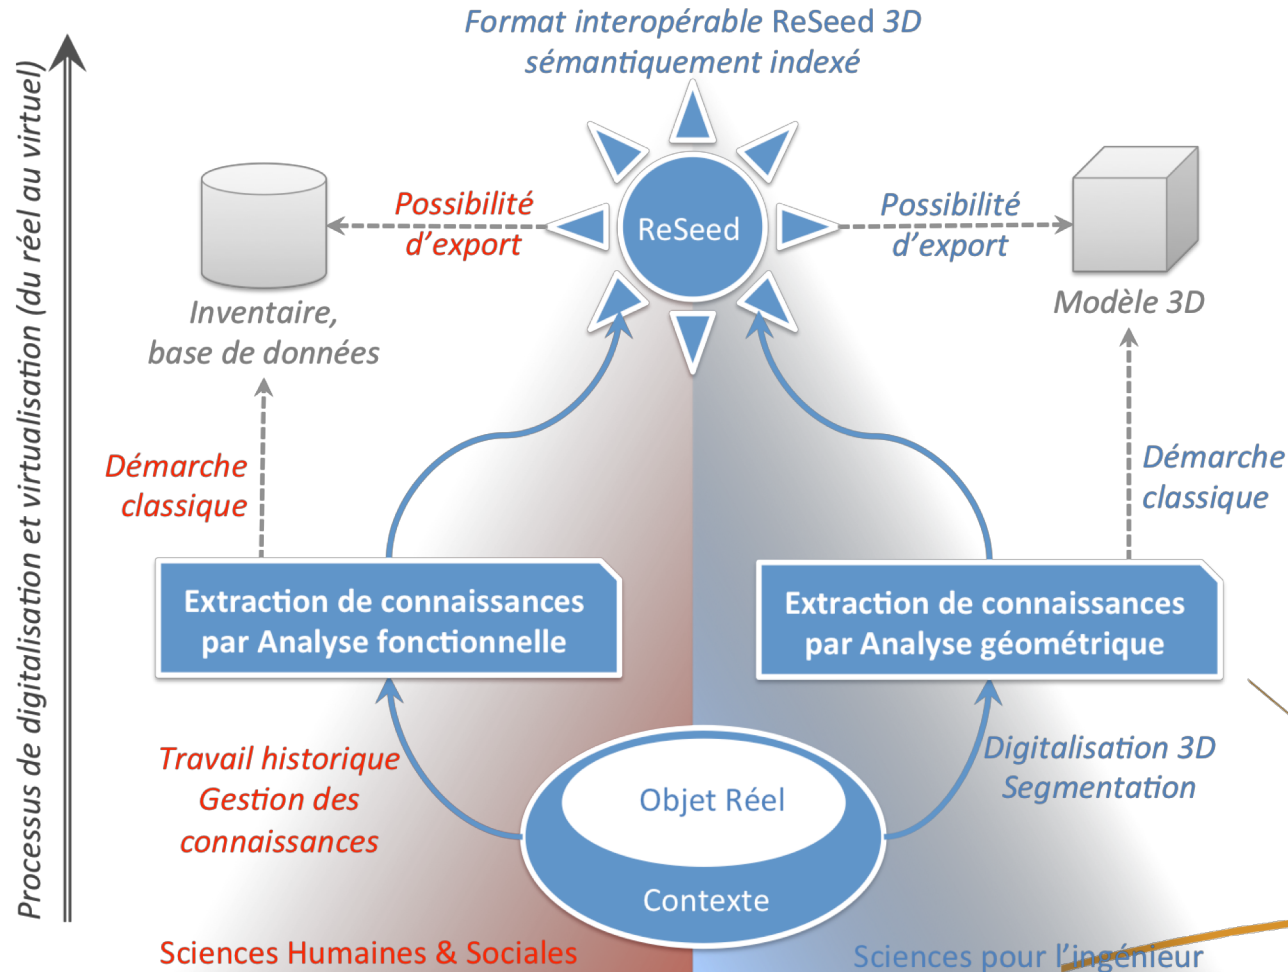 Format interopérable ReSeed 3D
sémantiquement indexé
Processus de digitalisation et virtualisation (du réel au virtuel)
Possibilité
d’export
ReSeed
Possibilité
d’export
Inventaire,
base de données
Modèle 3D
Démarche
classique
Démarche
classique
Extraction de connaissances
par Analyse fonctionnelle
Extraction de connaissances
par Analyse géométrique
Travail historique
Gestion des
connaissances
Digitalisation 3D
Segmentation
Objet Réel
Contexte
Sciences Humaines & Sociales
Sciences pour l’ingénieur